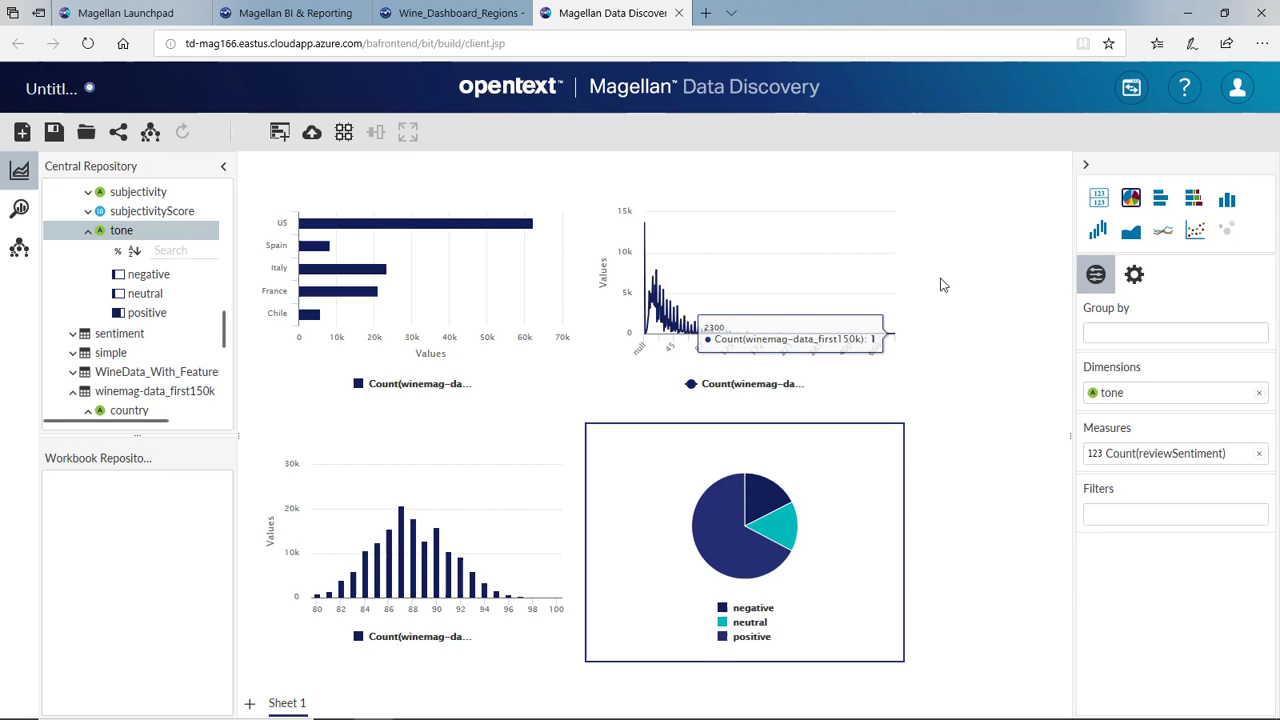 Magellan Launchpad
Magellan BI & Reporting
Wine_Dashboard_Regions -
Magellan Data Discover
td-mag166.eastus.cloudapp.azure.com/bafrontend/bit/build/client.jsp
Untitl...
opentext™ | Magellan™ Data Discovery
Central Repository
subjectivity
subjectivityScore
tone
% Search
negative
neutral
positive
sentiment
simple
WineData_With_Feature
winemag-data_first150k
country
Workbook Reposito...
US
Spain
Italy
France
Chile
0 10k 20k 30k 40k 50k 60k 70k
Values
Count(winemag-da...
15k
10k
5k
0
Values
null 45
2300
Count(winemag-data_first150k): 1
Count(winemag-da...
30k
20k
10k
0
Values
80 82 84 86 88 90 92 94 96 98 100
Count(winemag-da...
negative
neutral
positive
Group by
Dimensions
tone
Measures
123 Count(reviewSentiment)
Filters
Sheet 1